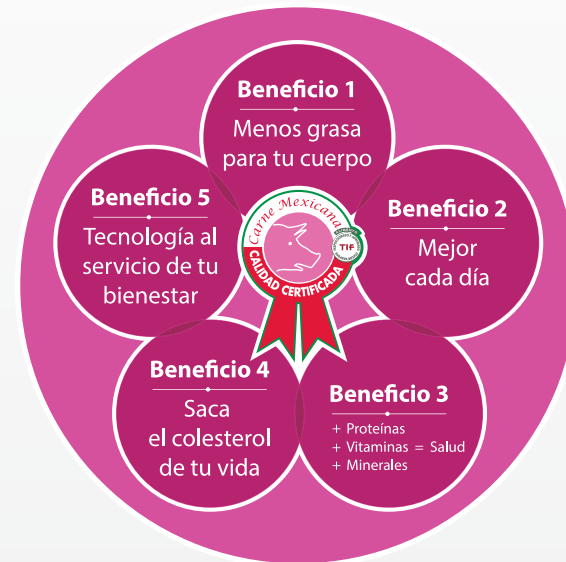 Beneficio 1
Menos grasa
para tu cuerpo
Beneficio 5
Tecnología al
servicio de tu
bienestar
Carne Mexicana
TIF
CALIDAD CERTIFICADA
Beneficio 2
Mejor
cada día
Beneficio 4
Saca
el colesterol
de tu vida
Beneficio 3
+ Proteínas
+ Vitaminas = Salud
+ Minerales